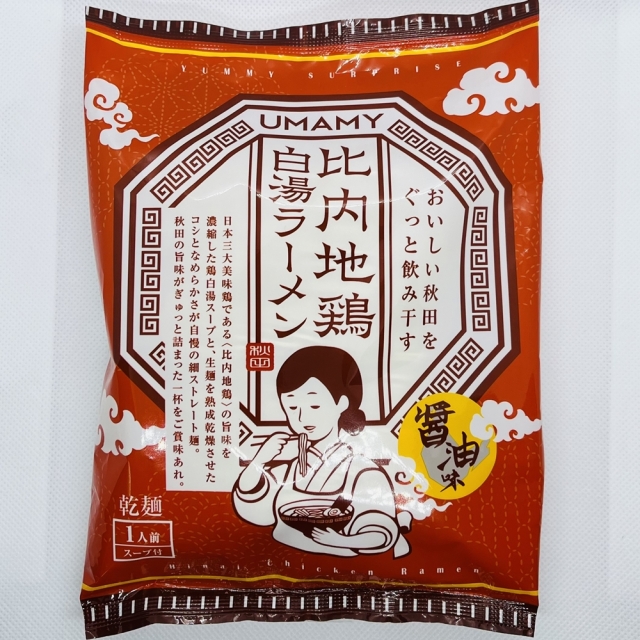 YUMMY SURPRISE
UMAMY
比内地鶏
白湯ラーメン
おいしい秋田を
ぐっと飲み干す
日本三大美味鶏である〈比内地鶏〉の旨味を
濃縮した鶏白湯スープと、生麺を熟成乾燥させた
コシとなめらかさが自慢の細ストレート麺。
秋田の旨味がぎゅっと詰まった一杯をご賞味あれ。
秋田
醤油味
乾麺
1人前
スープ付
Hinai Chicken Ramen